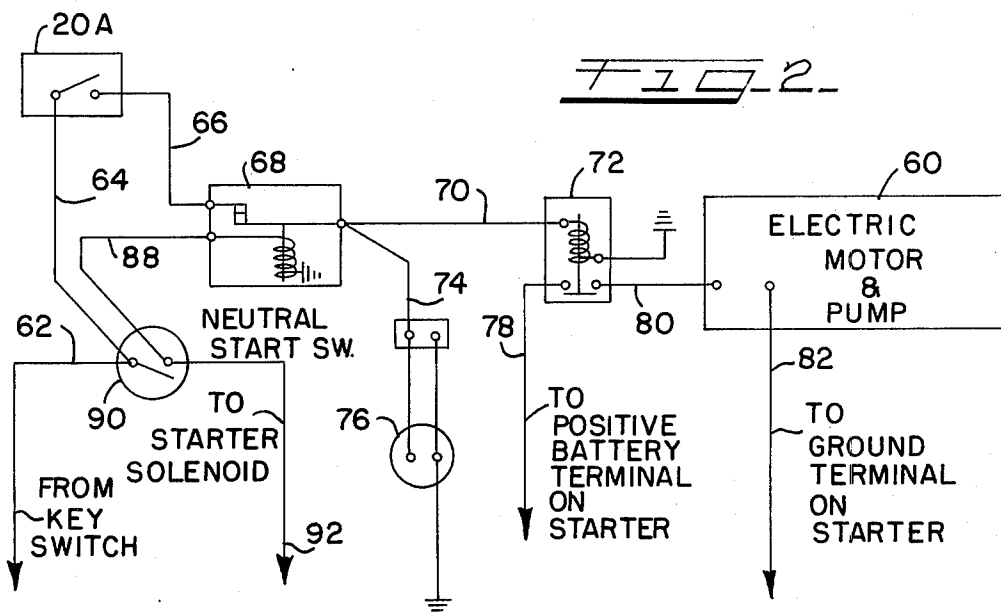 20A
Fig-2-
66
68
72
60
64
70
ELECTRIC
MOTOR
&
PUMP
88
74
62
NEUTRAL
START SW.
78
80
82
90
TO
STARTER
SOLENOID
76
TO
POSITIVE
BATTERY
TERMINAL
ON
STARTER
TO
GROUND
TERMINAL
ON
STARTER
FROM
KEY
SWITCH
92